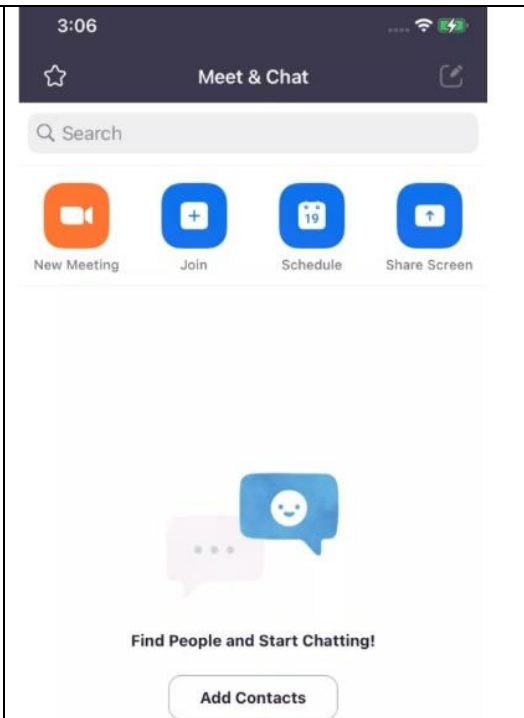 3:06
Meet & Chat
Search
19
New Meeting Join Schedule Share Screen
Find People and Start Chatting!
Add Contacts